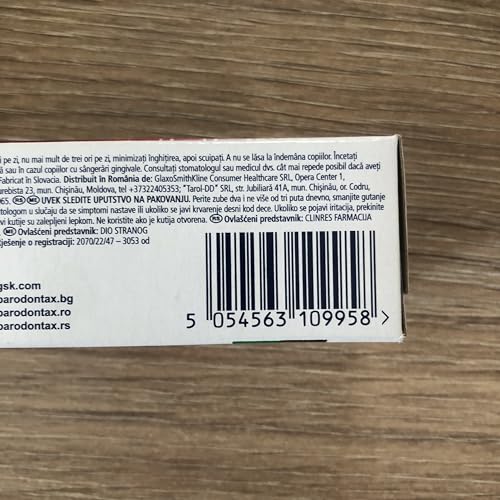 pe zi, nu mai mult de trei ori pe zi, minimizați înghițirea, apoi scuipați. A nu se lăsa la îndemâna copiilor. Încetați
sau în cazul copiilor cu sângerări gingivale. Consultați stomatologul sau medicul dvs. cât mai repede posibil dacă aveți
Fabricat în Slovacia. Distribuit în România de: GlaxoSmithKline Consumer Healthcare SRL, Opera Center 1,
23, mun. Chișinău, Moldova, tel +37322405353; "Tarol-DD" SRL, str. Jubiliară 41A, mun. Chișinău, or. Codru,
RS ME UVEK SLEDITE UPUTSTVO NA PAKOVANJU. Perite zube dva i ne više od tri puta dnevno, smanjite gutanje
u slučaju da se simptomi nastave ili ukoliko se javi krvarenje desni kod dece. Ukoliko se pojavi iritacija, prekinite
vi kutije su zalepljeni lepkom. Ne koristite ako je kutija otvorena. RS Ovlašćeni predstavnik: CLINRES FARMACIJA
ME Ovlašćeni predstavnik: DIO STRANOG
o registraciji: 2070/22/47 – 3053 od
gsk.com
parodontax.bg
parodontax.ro
parodontax.rs
5 054563 109958 >